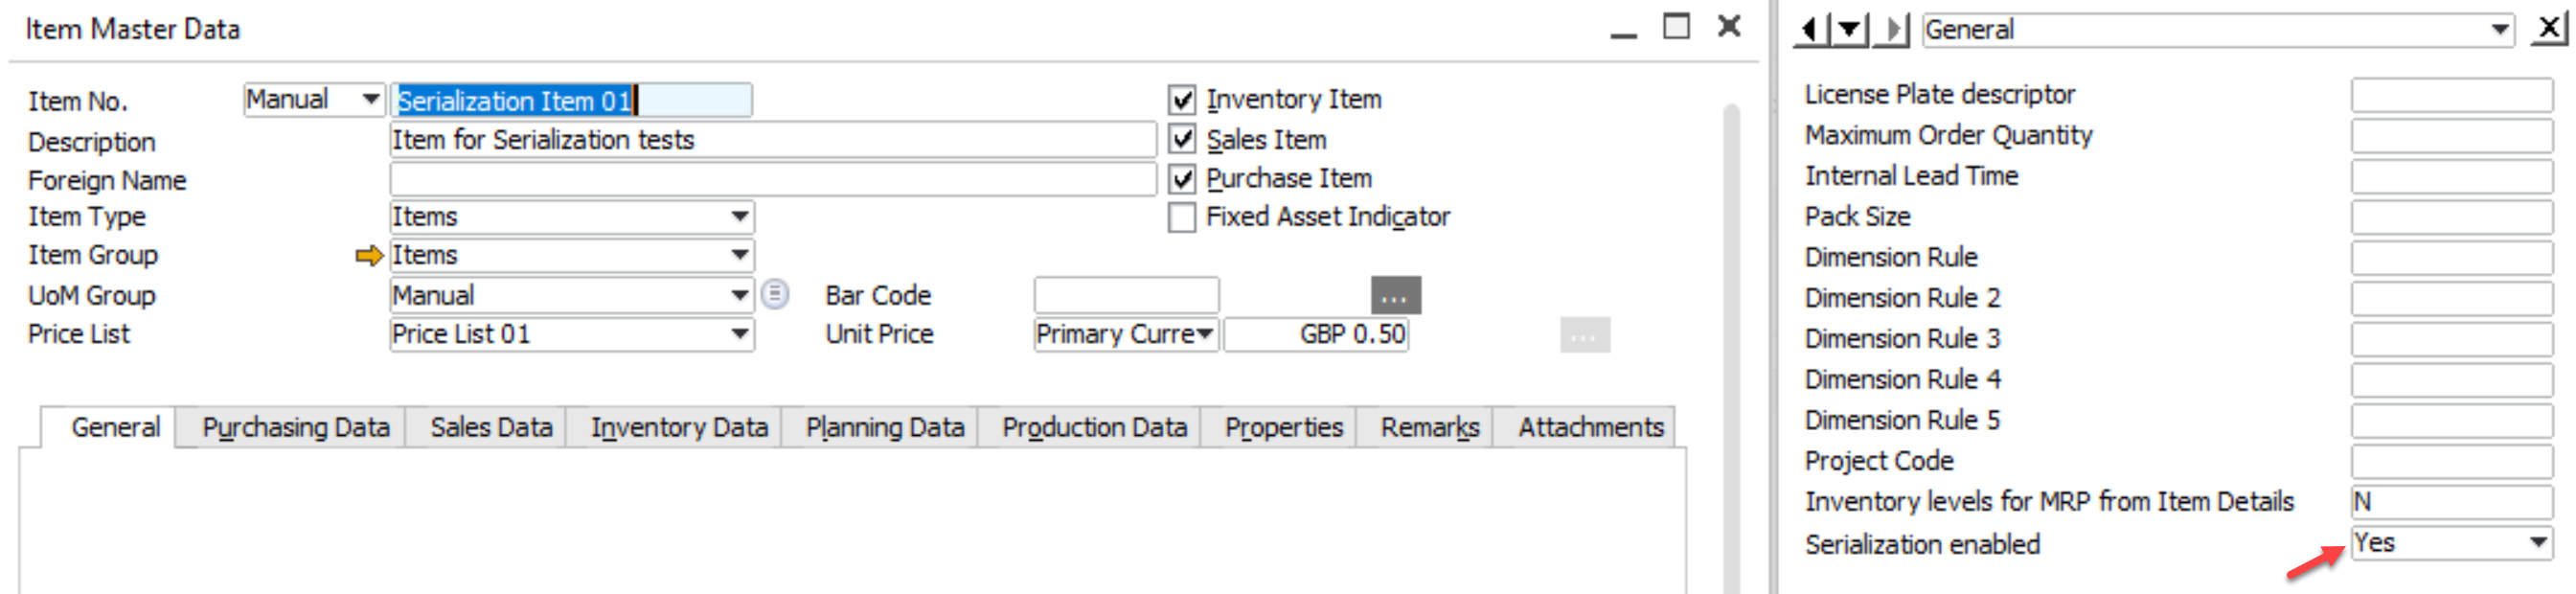 Item Master Data
Item No. Manual Serialization Item 01 Inventory Item
Description Item for Serialization tests Sales Item
Foreign Name Purchase Item
Item Type Items Fixed Asset Indicator
Item Group Items
UoM Group Manual Bar Code ...
Price List Price List 01 Unit Price Primary Curre GBP 0.50 ...
General Purchasing Data Sales Data Inventory Data Planning Data Production Data Properties Remarks Attachments
General
License Plate descriptor
Maximum Order Quantity
Internal Lead Time
Pack Size
Dimension Rule
Dimension Rule 2
Dimension Rule 3
Dimension Rule 4
Dimension Rule 5
Project Code
Inventory levels for MRP from Item Details N
Serialization enabled Yes